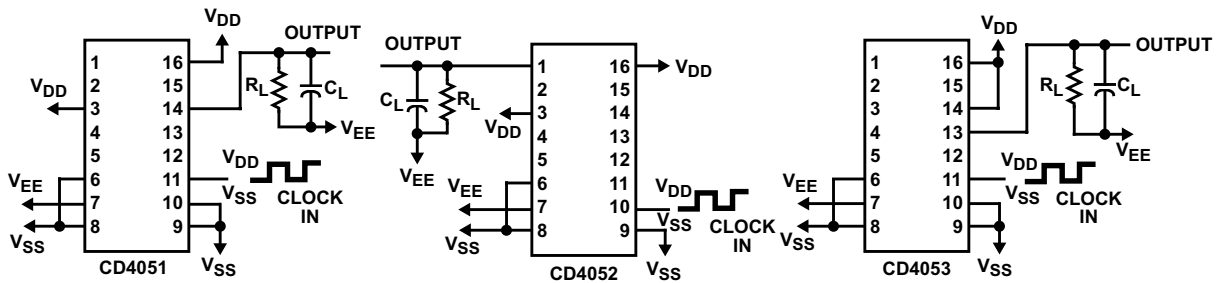 VDD
OUTPUT
1 16
2 15
VDD 3 14
4 13
5 12
VEE 6 11
7 10
VSS 8 9
RL CL
VEE
VDD
VSS
CLOCK
IN
VSS
CD4051
OUTPUT
1 16 VDD
2 15
3 14
VDD
4 13
5 12
6 11
7 10
8 9
CL RL
VEE
VEE
VSS
VDD
VSS
CLOCK
IN
VSS
CD4052
VDD
OUTPUT
1 16
2 15
3 14
4 13
5 12
6 11
7 10
8 9
RL CL
VEE
VEE
VSS
VDD
VSS
CLOCK
IN
VSS
CD4053